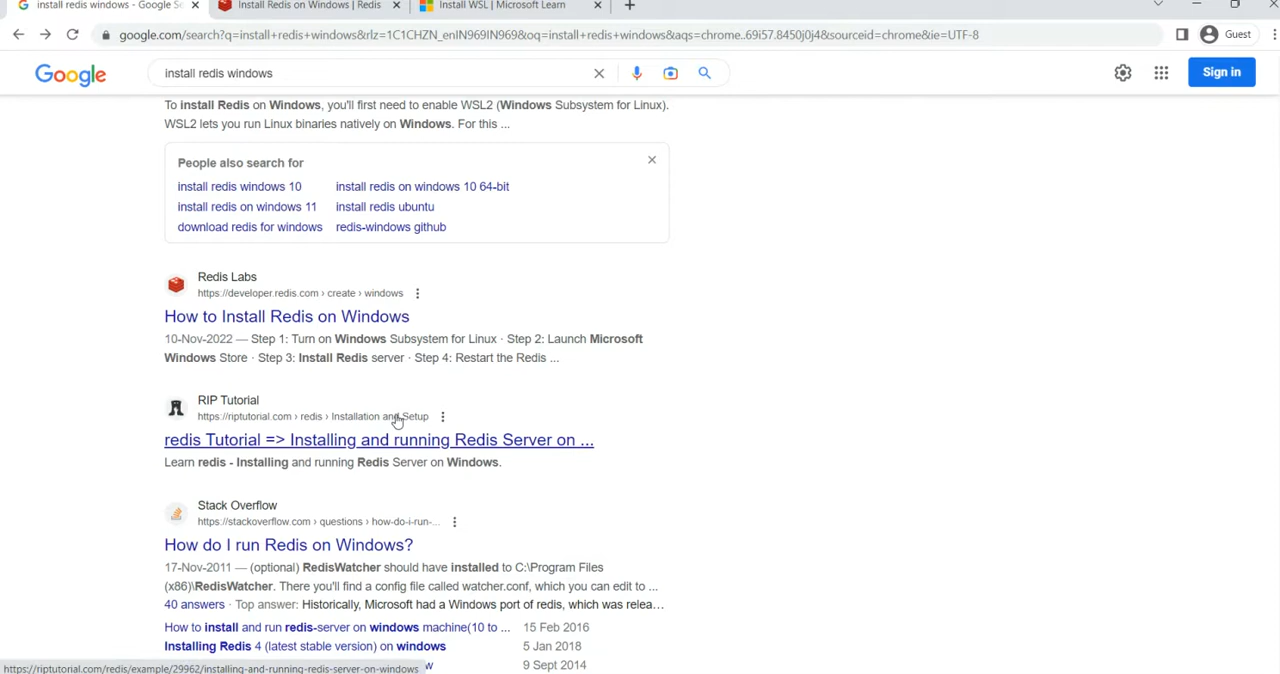 install redis windows - Google Se
Install Redis on Windows | Redis
Install WSL | Microsoft Learn
google.com/search?q=install+redis+windows&rlz=1C1CHZN_enIN969IN969&oq=install+redis+windows&aqs=chrome..69i57.8450j0j4&sourceid=chrome&ie=UTF-8
Guest
Google
install redis windows
Sign in
To install Redis on Windows, you'll first need to enable WSL2 (Windows Subsystem for Linux).
WSL2 lets you run Linux binaries natively on Windows. For this ...
People also search for
install redis windows 10
install redis on windows 10 64-bit
install redis on windows 11
install redis ubuntu
download redis for windows
redis-windows github
Redis Labs
https://developer.redis.com › create › windows
How to Install Redis on Windows
10-Nov-2022 — Step 1: Turn on Windows Subsystem for Linux · Step 2: Launch Microsoft
Windows Store · Step 3: Install Redis server · Step 4: Restart the Redis ...
RIP Tutorial
https://riptutorial.com › redis › Installation and Setup
redis Tutorial => Installing and running Redis Server on ...
Learn redis - Installing and running Redis Server on Windows.
Stack Overflow
https://stackoverflow.com › questions › how-do-i-run-...
How do I run Redis on Windows?
17-Nov-2011 — (optional) RedisWatcher should have installed to C:\Program Files
(x86)\RedisWatcher. There you'll find a config file called watcher.conf, which you can edit to ...
40 answers · Top answer: Historically, Microsoft had a Windows port of redis, which was relea…
How to install and run redis-server on windows machine(10 to ...
15 Feb 2016
Installing Redis 4 (latest stable version) on windows
5 Jan 2018
w
9 Sept 2014
https://riptutorial.com/redis/example/29962/installing-and-running-redis-server-on-windows